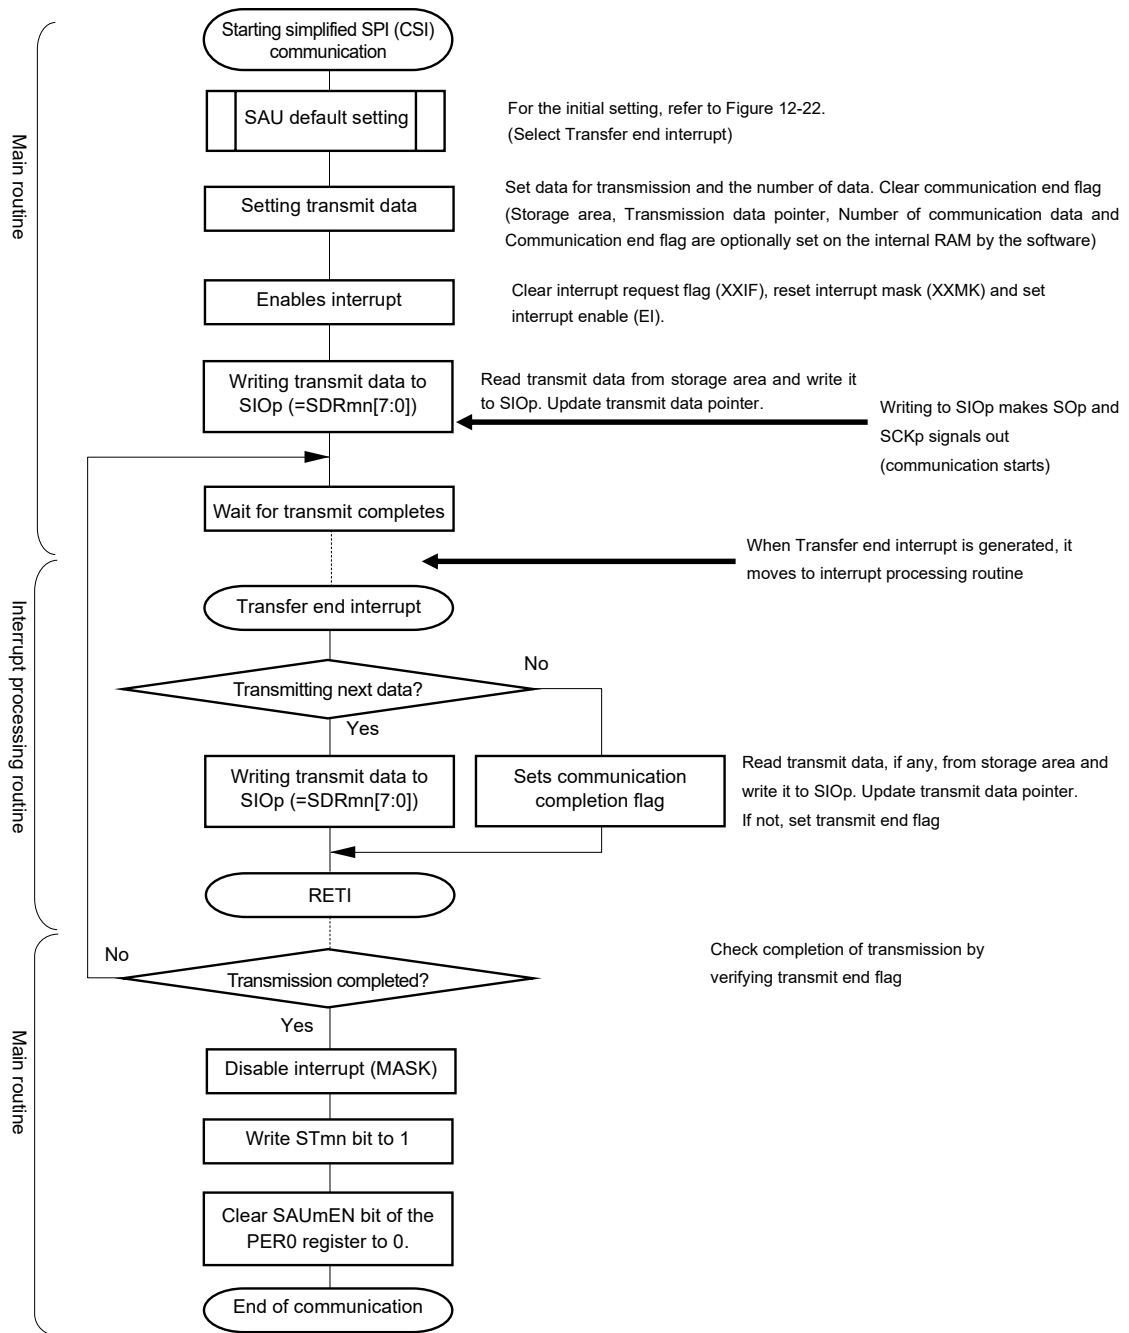 Starting simplified SPI (CSI)
communication
SAU default setting
For the initial setting, refer to Figure 12-22.
(Select Transfer end interrupt)
Main routine
Setting transmit data
Set data for transmission and the number of data. Clear communication end flag
(Storage area, Transmission data pointer, Number of communication data and
Communication end flag are optionally set on the internal RAM by the software)
Enables interrupt
Clear interrupt request flag (XXIF), reset interrupt mask (XXMK) and set
interrupt enable (EI).
Writing transmit data to
SIOp (=SDRmn[7:0])
Read transmit data from storage area and write it
to SIOp. Update transmit data pointer.
Writing to SIOp makes SOp and
SCKp signals out
(communication starts)
Wait for transmit completes
When Transfer end interrupt is generated, it
moves to interrupt processing routine
Interrupt processing routine
Transfer end interrupt
No
Transmitting next data?
Yes
Writing transmit data to
SIOp (=SDRmn[7:0])
Sets communication
completion flag
Read transmit data, if any, from storage area and
write it to SIOp. Update transmit data pointer.
If not, set transmit end flag
RETI
No
Transmission completed?
Check completion of transmission by
verifying transmit end flag
Yes
Main routine
Disable interrupt (MASK)
Write STmn bit to 1
Clear SAUmEN bit of the
PER0 register to 0.
End of communication